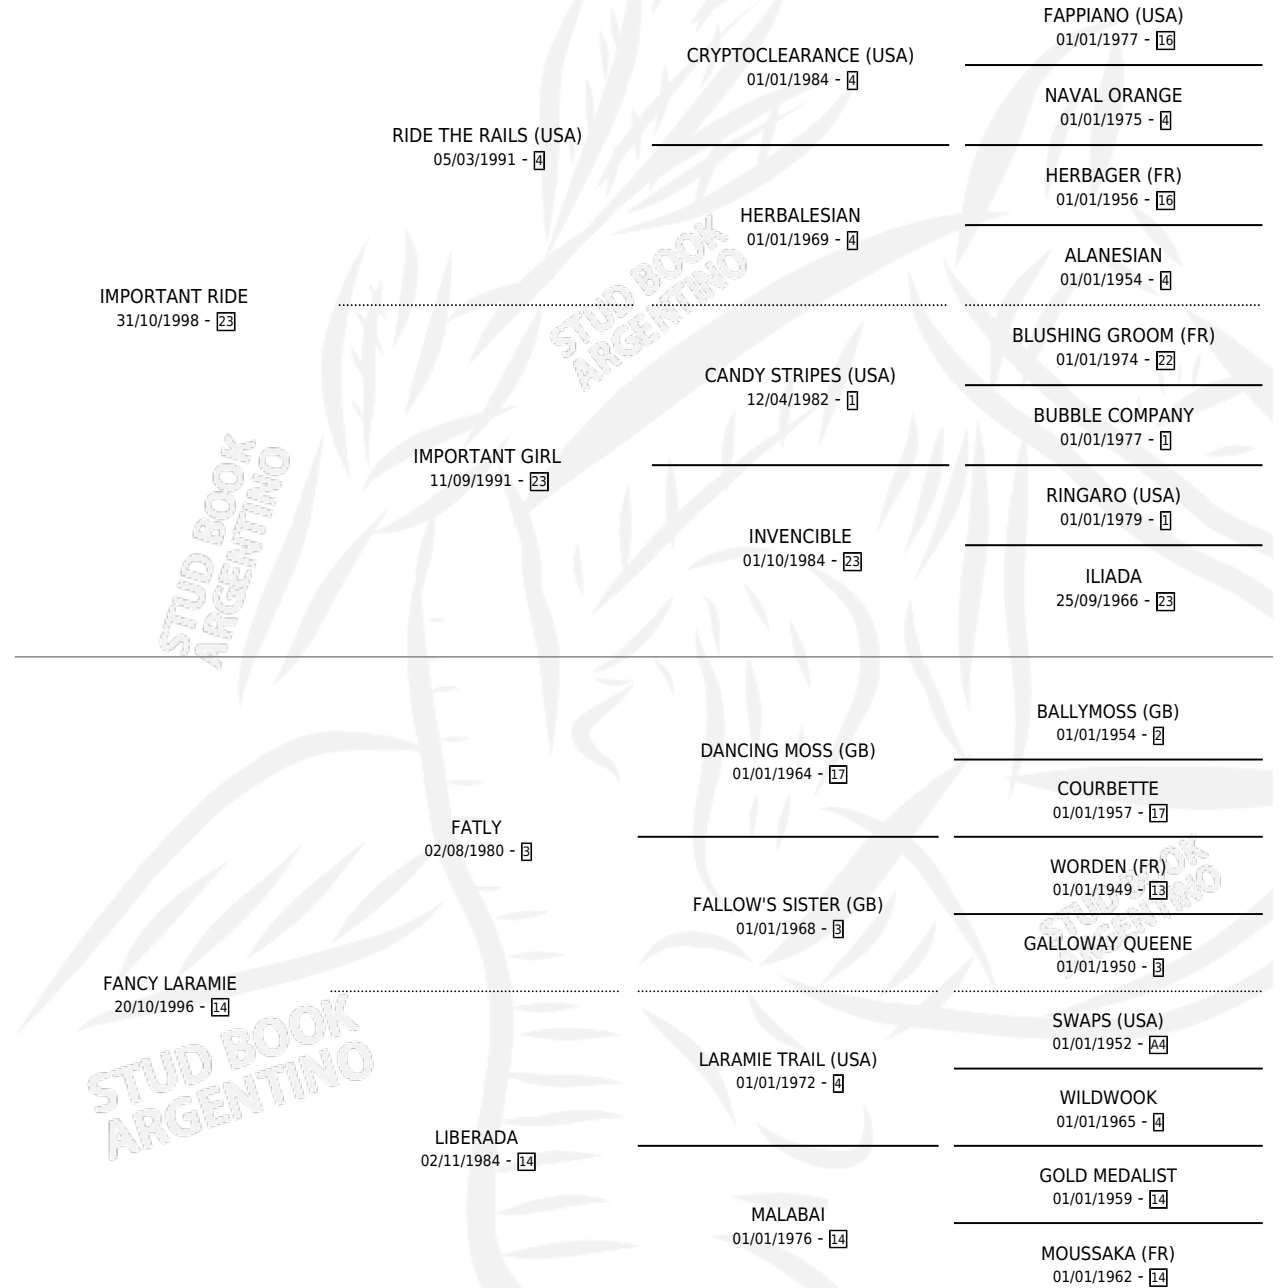 FAPPIANO (USA)
01/01/1977 - 16
CRYPTOCLEARANCE (USA)
01/01/1984 - 4
NAVAL ORANGE
01/01/1975 - 4
RIDE THE RAILS (USA)
05/03/1991 - 4
HERBAGER (FR)
01/01/1956 - 16
HERBALESIAN
01/01/1969 - 4
ALANESIAN
01/01/1954 - 4
IMPORTANT RIDE
31/10/1998 - 23
BLUSHING GROOM (FR)
01/01/1974 - 22
CANDY STRIPES (USA)
12/04/1982 - 1
BUBBLE COMPANY
01/01/1977 - 1
IMPORTANT GIRL
11/09/1991 - 23
RINGARO (USA)
01/01/1979 - 1
INVENCIBLE
01/10/1984 - 23
ILIADA
25/09/1966 - 23
STUD BOOK
ARGENTINO
STUD BOOK
ARGENTINO
BALLYMOSS (GB)
01/01/1954 - 2
DANCING MOSS (GB)
01/01/1964 - 17
COURBETTE
01/01/1957 - 17
FATLY
02/08/1980 - 3
WORDEN (FR)
01/01/1949 - 13
FALLOW'S SISTER (GB)
01/01/1968 - 3
GALLOWAY QUEENE
01/01/1950 - 3
STUD BOOK
ARGENTINO
FANCY LARAMIE
20/10/1996 - 14
SWAPS (USA)
01/01/1952 - A4
LARAMIE TRAIL (USA)
01/01/1972 - 4
WILDWOOK
01/01/1965 - 4
LIBERADA
02/11/1984 - 14
GOLD MEDALIST
01/01/1959 - 14
MALABAI
01/01/1976 - 14
MOUSSAKA (FR)
01/01/1962 - 14
STUD BOOK
ARGENTINO